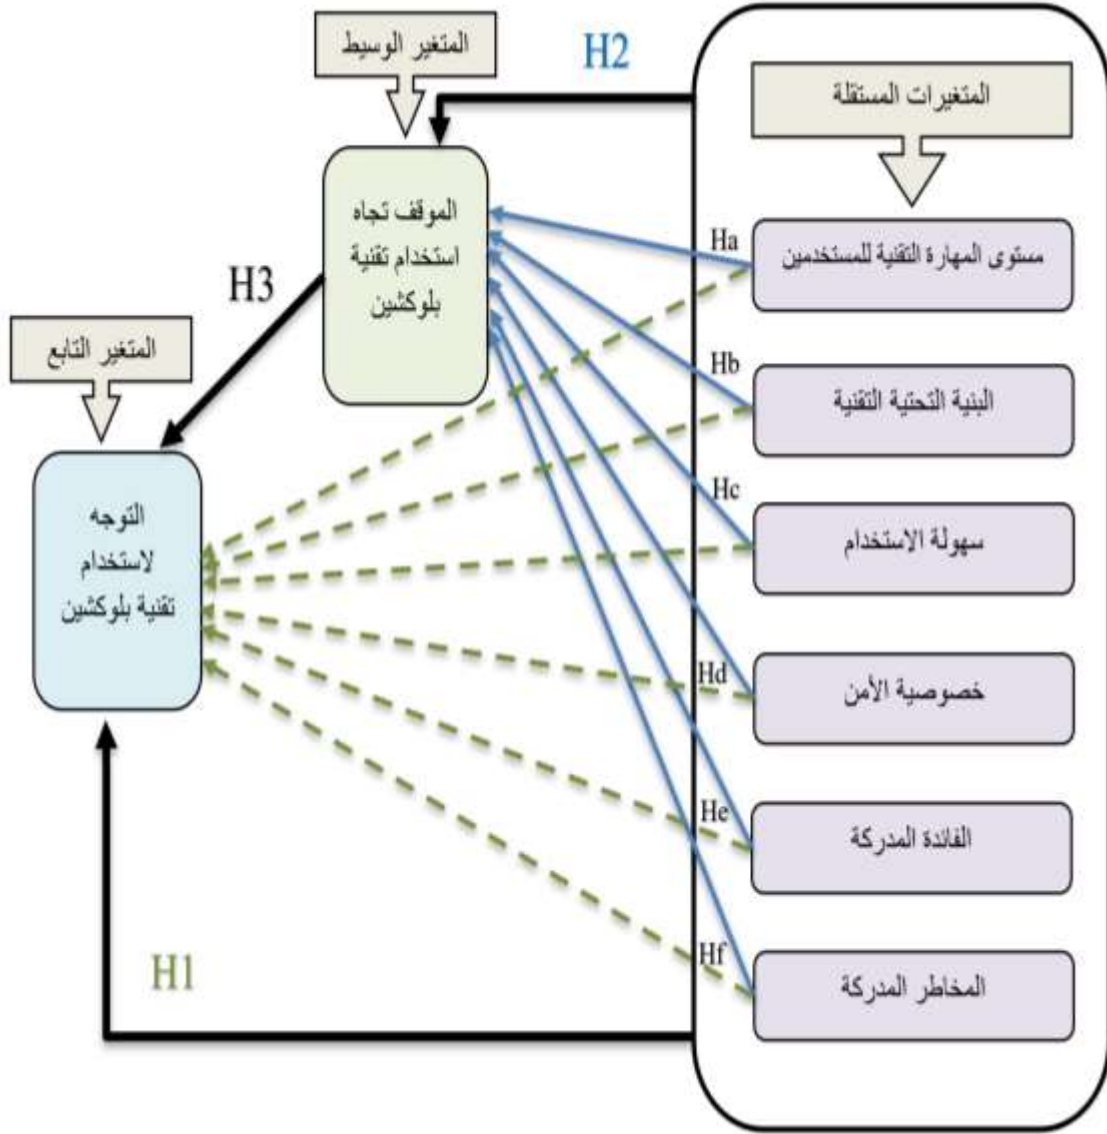 المتغيرات المستقلة
مستوى المهارة التقنية للمستخدمين
البنية التحتية التقنية
سهولة الاستخدام
خصوصية الأمن
الفائدة المدركة
المخاطر المدركة
Ha
Hb
Hc
Hd
He
Hf
H2
المتغير الوسيط
الموقف تجاه
استخدام تقنية
بلوكشين
H3
المتغير التابع
التوجه
لاستخدام
تقنية بلوكشين
H1